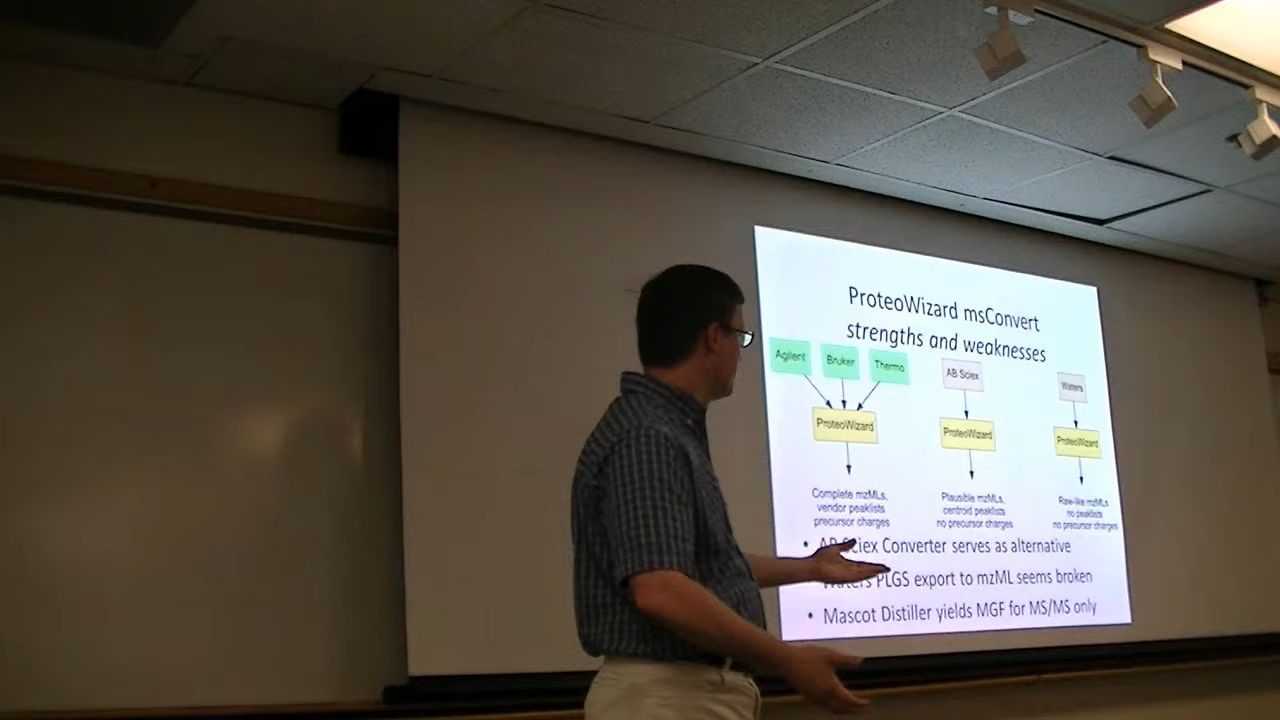 ProteoWizard msConvert
strengths and weaknesses
Agilent
Bruker
Thermo
AB Sciex
Waters
ProteoWizard
ProteoWizard
ProteoWizard
Complete mzMLs,
vendor peaklists
precursor charges
Plausible mzMLs,
centroid peaklists
no precursor charges
Raw-like mzMLs
no peaklists
no precursor charges
• AB Sciex Converter serves as alternative
Waters PLGS export to mzML seems broken
• Mascot Distiller yields MGF for MS/MS only